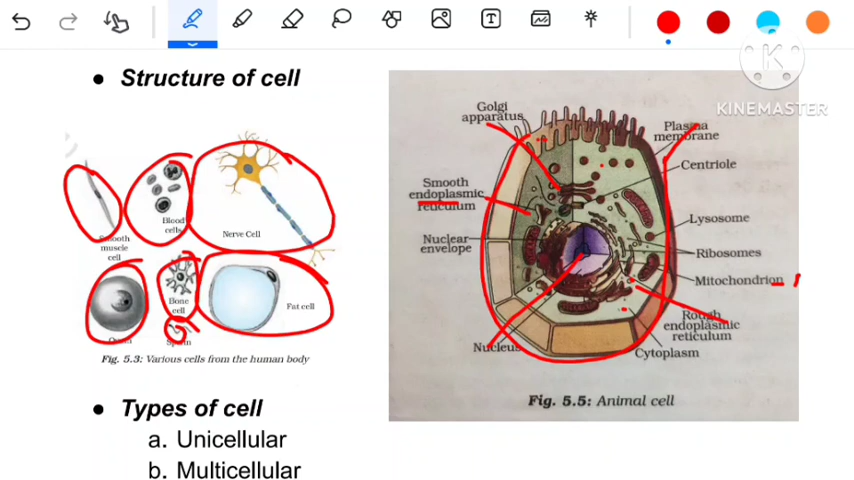 T
K
KINEMASTER
● Structure of cell
Smooth
muscle
cell
Blood
cells
Nerve Cell
Bone
cell
Fat cell
Fig. 5.3: Various cells from the human body
● Types of cell
a. Unicellular
b. Multicellular
Golgi
apparatus
Smooth
endoplasmic
reticulum
Nuclear
envelope
Nucleus
Plasma
membrane
Centriole
Lysosome
Ribosomes
Mitochondrion
Rough
endoplasmic
reticulum
Cytoplasm
Fig. 5.5: Animal cell